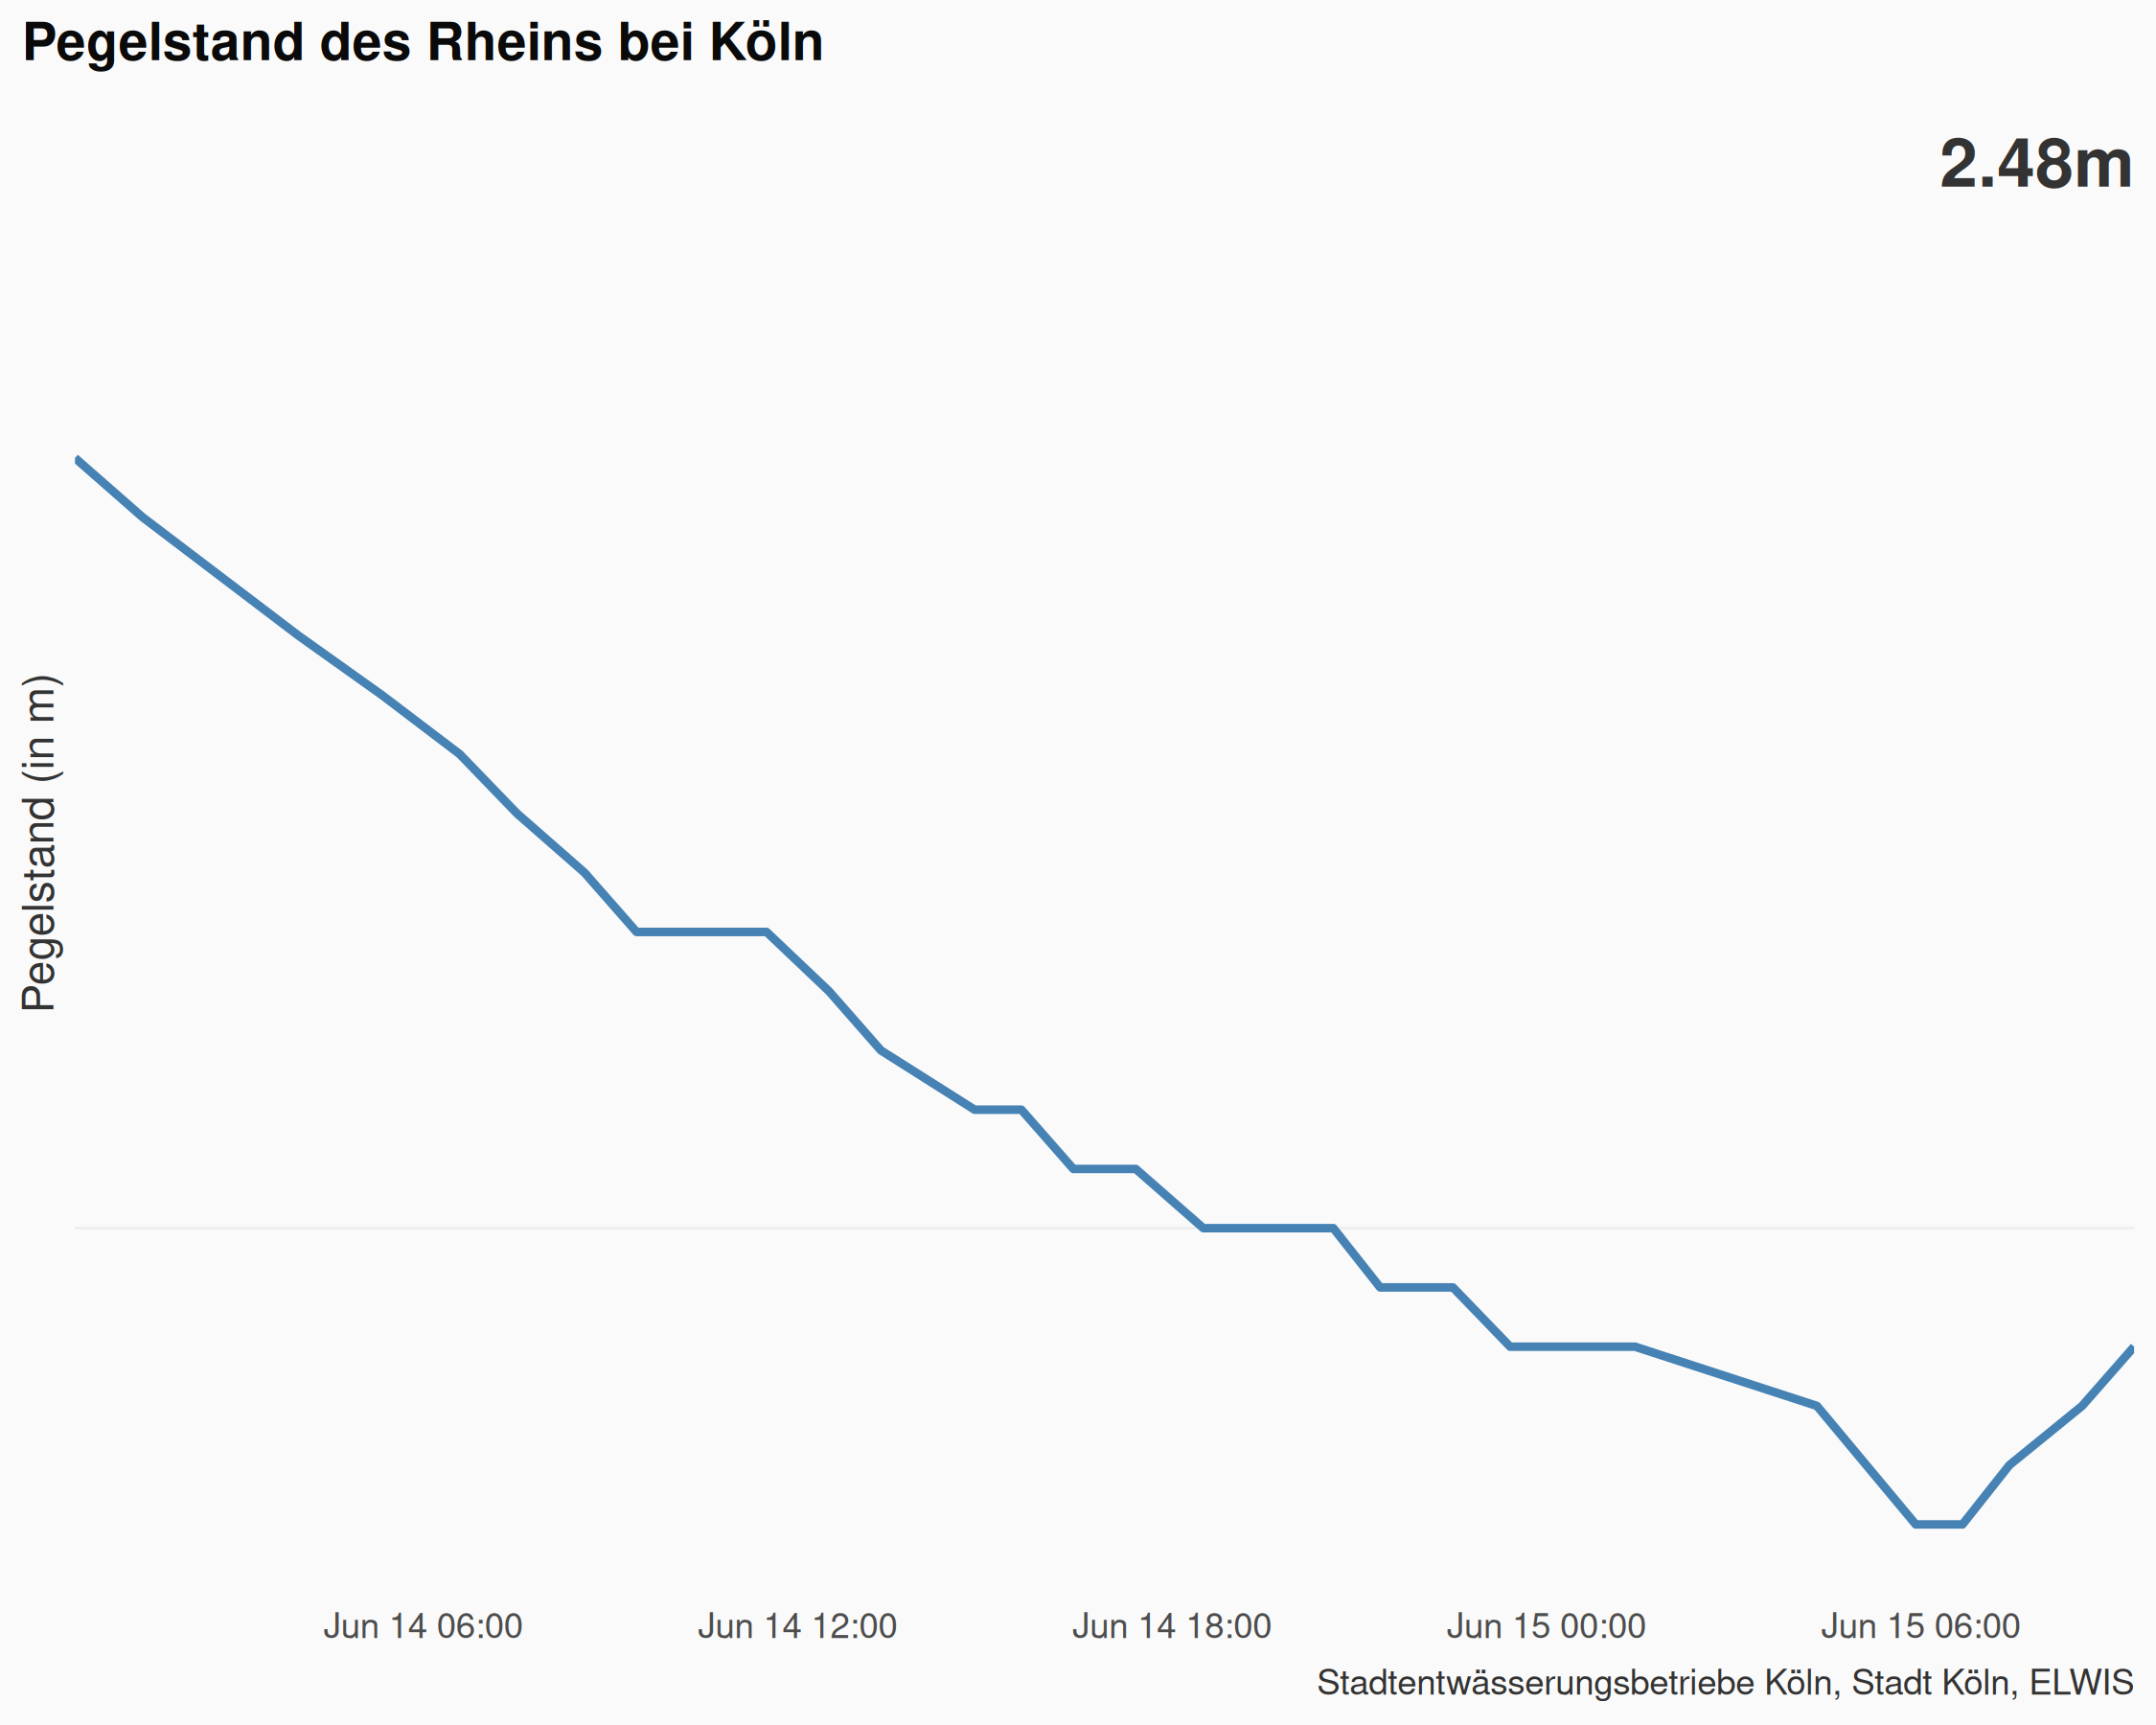 Pegelstand des Rheins bei Köln
2.48m
Pegelstand (in m)
Jun 14 06:00
Jun 14 12:00
Jun 14 18:00
Jun 15 00:00
Jun 15 06:00
Stadtentwässerungsbetriebe Köln, Stadt Köln, ELWIS